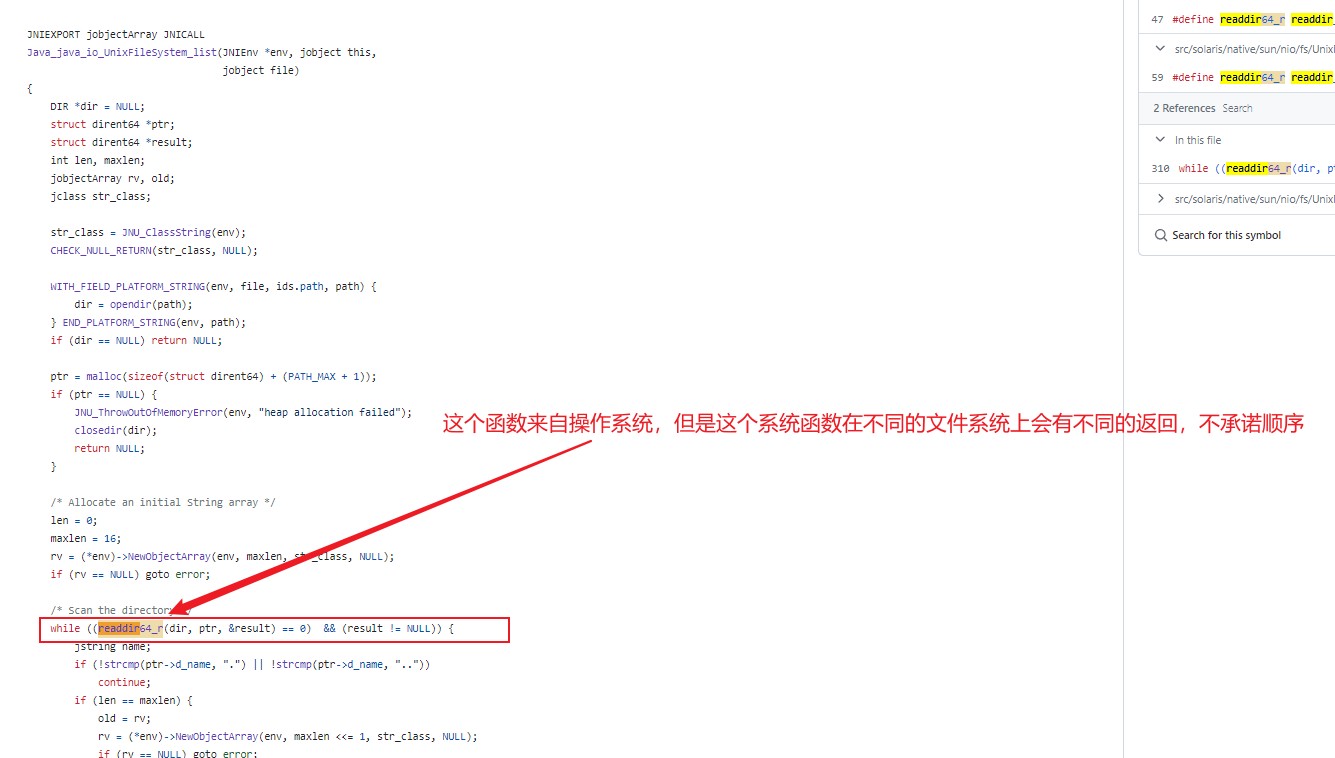 JNIEXPORT jobjectArray JNICALL
Java_java_io_UnixFileSystem_list(JNIEnv *env, jobject this,
jobject file)
{
DIR *dir = NULL;
struct dirent64 *ptr;
struct dirent64 *result;
int len, maxlen;
jobjectArray rv, old;
jclass str_class;
str_class = JNU_ClassString(env);
CHECK_NULL_RETURN(str_class, NULL);
WITH_FIELD_PLATFORM_STRING(env, file, ids.path, path) {
dir = opendir(path);
} END_PLATFORM_STRING(env, path);
if (dir == NULL) return NULL;
ptr = malloc(sizeof(struct dirent64) + (PATH_MAX + 1));
if (ptr == NULL) {
JNU_ThrowOutOfMemoryError(env, "heap allocation failed");
closedir(dir);
return NULL;
}
这个函数来自操作系统，但是这个系统函数在不同的文件系统上会有不同的返回，不承诺顺序
/* Allocate an initial String array */
len = 0;
maxlen = 16;
rv = (*env)->NewObjectArray(env, maxlen, str_class, NULL);
if (rv == NULL) goto error;
/* Scan the directory */
while ((readdir64_r(dir, ptr, &result) == 0)  && (result != NULL)) {
jstring name;
if (!strcmp(ptr->d_name, ".") || !strcmp(ptr->d_name, ".."))
continue;
if (len == maxlen) {
old = rv;
rv = (*env)->NewObjectArray(env, maxlen <<= 1, str_class, NULL);
if (rv == NULL) goto error;
47 #define readdir64_r readdir_
src/solaris/native/sun/nio/fs/Unix
59 #define readdir64_r readdir_
2 References Search
In this file
310 while ((readdir64_r(dir, pt
src/solaris/native/sun/nio/fs/Unix
Search for this symbol